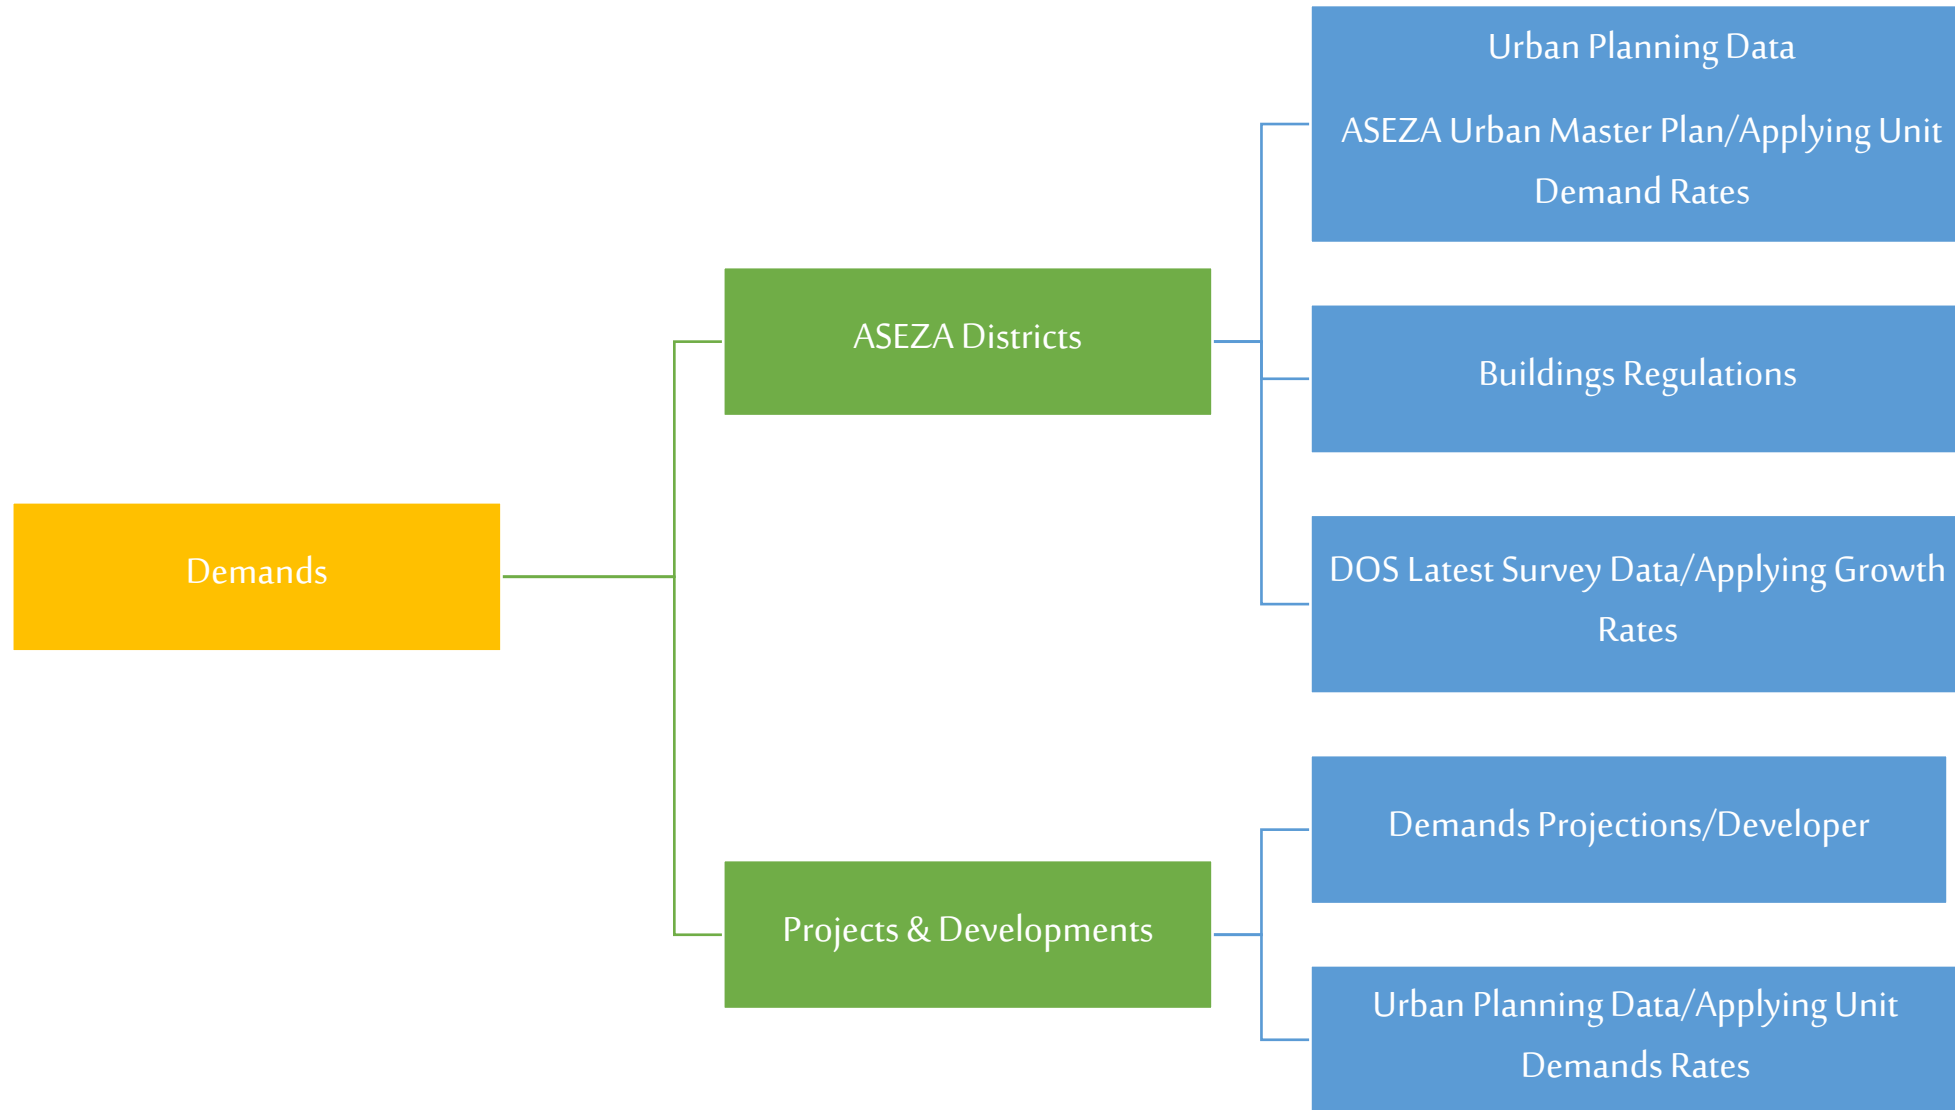 Demands
ASEZA Districts
Urban Planning Data
ASEZA Urban Master Plan/Applying Unit
Demand Rates
Buildings Regulations
DOS Latest Survey Data/Applying Growth
Rates
Projects & Developments
Demands Projections/Developer
Urban Planning Data/Applying Unit
Demands Rates